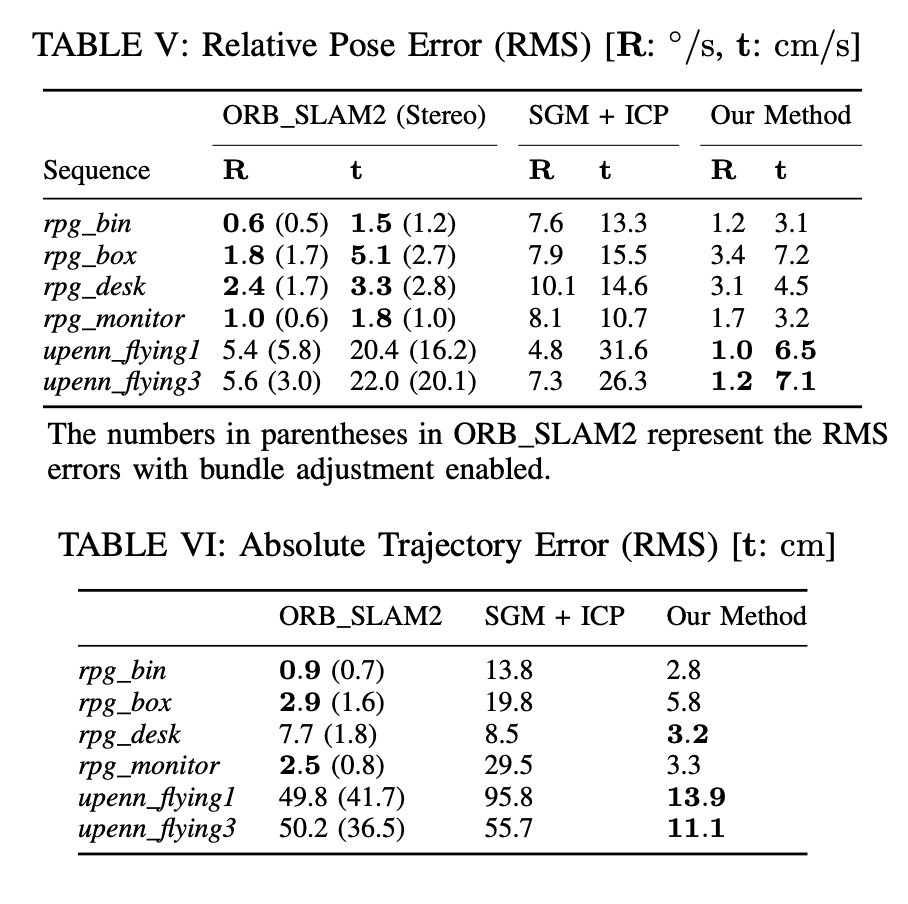 TABLE V: Relative Pose Error (RMS) [R: °/s, t: cm/s]
ORB_SLAM2 (Stereo) SGM + ICP Our Method
Sequence R t R t R t
rpg_bin 0.6 (0.5) 1.5 (1.2) 7.6 13.3 1.2 3.1
rpg_box 1.8 (1.7) 5.1 (2.7) 7.9 15.5 3.4 7.2
rpg_desk 2.4 (1.7) 3.3 (2.8) 10.1 14.6 3.1 4.5
rpg_monitor 1.0 (0.6) 1.8 (1.0) 8.1 10.7 1.7 3.2
upenn_flying1 5.4 (5.8) 20.4 (16.2) 4.8 31.6 1.0 6.5
upenn_flying3 5.6 (3.0) 22.0 (20.1) 7.3 26.3 1.2 7.1
The numbers in parentheses in ORB_SLAM2 represent the RMS
errors with bundle adjustment enabled.
TABLE VI: Absolute Trajectory Error (RMS) [t: cm]
ORB_SLAM2 SGM + ICP Our Method
rpg_bin 0.9 (0.7) 13.8 2.8
rpg_box 2.9 (1.6) 19.8 5.8
rpg_desk 7.7 (1.8) 8.5 3.2
rpg_monitor 2.5 (0.8) 29.5 3.3
upenn_flying1 49.8 (41.7) 95.8 13.9
upenn_flying3 50.2 (36.5) 55.7 11.1